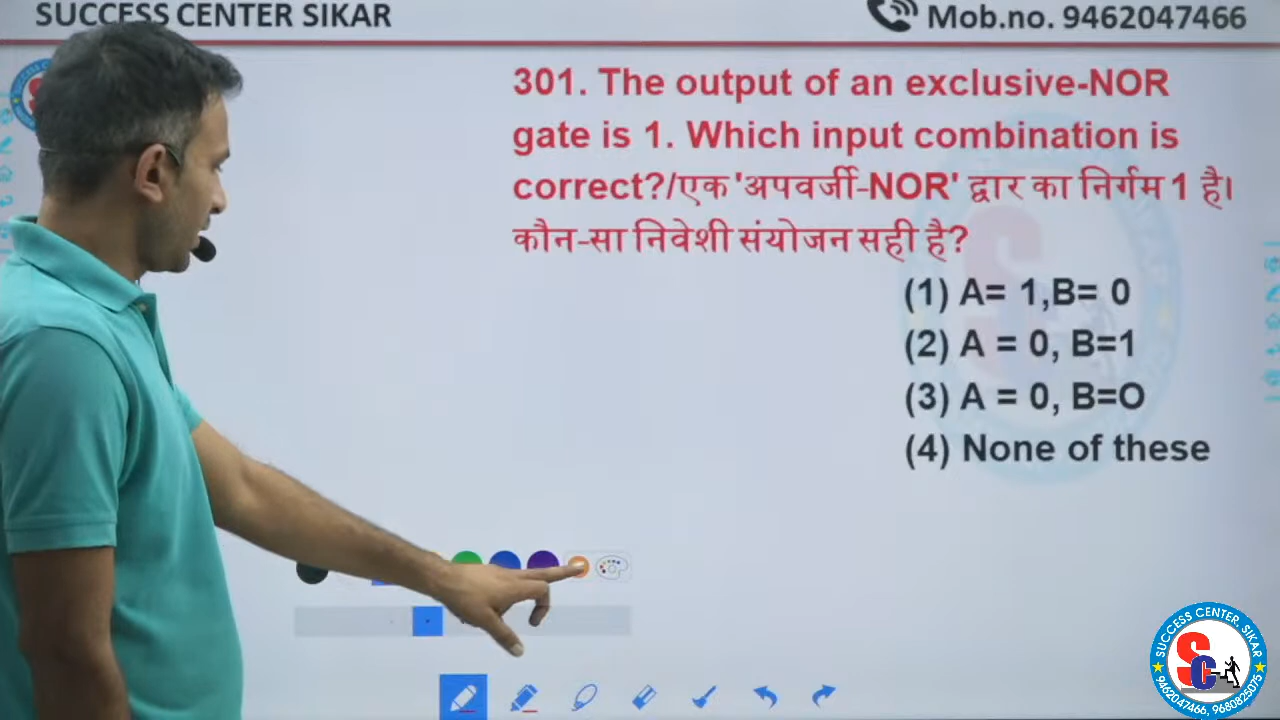 SUCCESS CENTER SIKAR
Mob.no. 9462047466
301. The output of an exclusive-NOR
gate is 1. Which input combination is
correct?/एक 'अपवर्जी-NOR' द्वार का निर्गम 1 है।
कौन-सा निवेशी संयोजन सही है?
(1) A= 1,B= 0
(2) A = 0, B=1
(3) A = 0, B=O
(4) None of these
SUCCESS CENTER, SIKAR
SC
9462047466, 9680825075